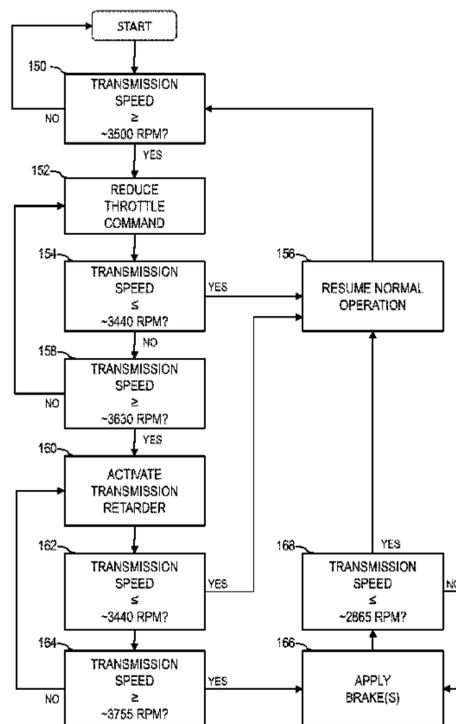 START
150
TRANSMISSION
SPEED
≥
~3500 RPM?
NO
YES
152
REDUCE
THROTTLE
COMMAND
154
TRANSMISSION
SPEED
≤
~3440 RPM?
YES
NO
156
RESUME NORMAL
OPERATION
158
TRANSMISSION
SPEED
≥
~3630 RPM?
NO
YES
160
ACTIVATE
TRANSMISSION
RETARDER
162
TRANSMISSION
SPEED
≤
~3440 RPM?
YES
164
TRANSMISSION
SPEED
≥
~3755 RPM?
NO
YES
168
TRANSMISSION
SPEED
≤
~2865 RPM?
YES
NO
166
APPLY
BRAKE(S)